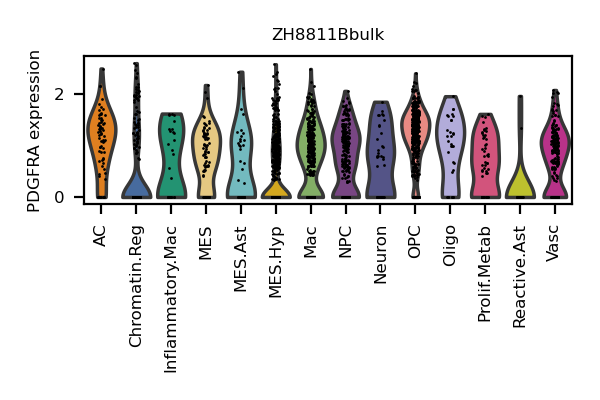 ZH8811Bbulk
PDGFRA expression
2
0
AC
Chromatin.Reg
Inflammatory.Mac
MES
MES.Ast
MES.Hyp
Mac
NPC
Neuron
OPC
Oligo
Prolif.Metab
Reactive.Ast
Vasc